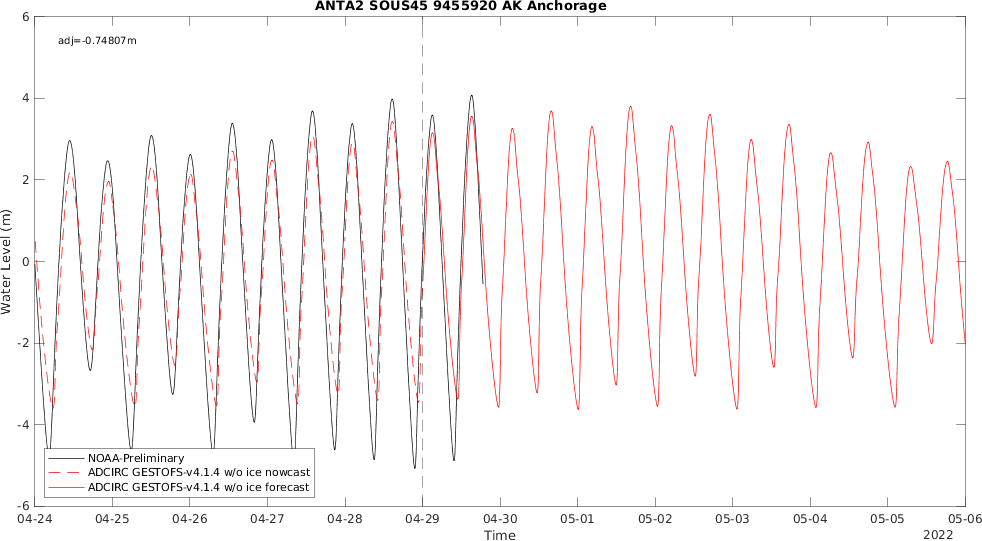 ANTA2 SOUS45 9455920 AK Anchorage
adj=-0.74807m
6
4
2
0
-2
-4
-6
Water Level (m)
NOAA-Preliminary
ADCIRC GESTOFS-v4.1.4 w/o ice nowcast
ADCIRC GESTOFS-v4.1.4 w/o ice forecast
04-24 04-25 04-26 04-27 04-28 04-29 04-30 05-01 05-02 05-03 05-04 05-05 05-06
Time
2022